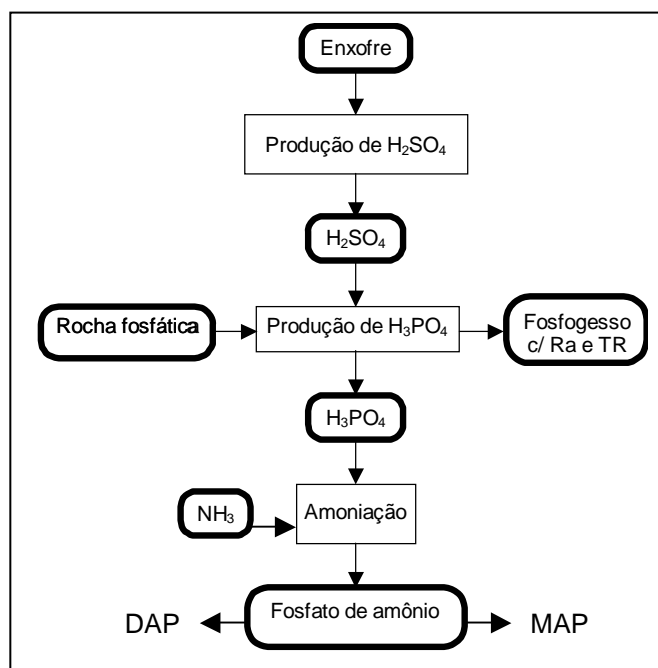 Enxofre
Produção de H₂SO₄
H₂SO₄
Rocha fosfática
Produção de H₃PO₄
Fosfogesso
c/ Ra e TR
H₃PO₄
NH₃
Amoniação
DAP
Fosfato de amônio
MAP